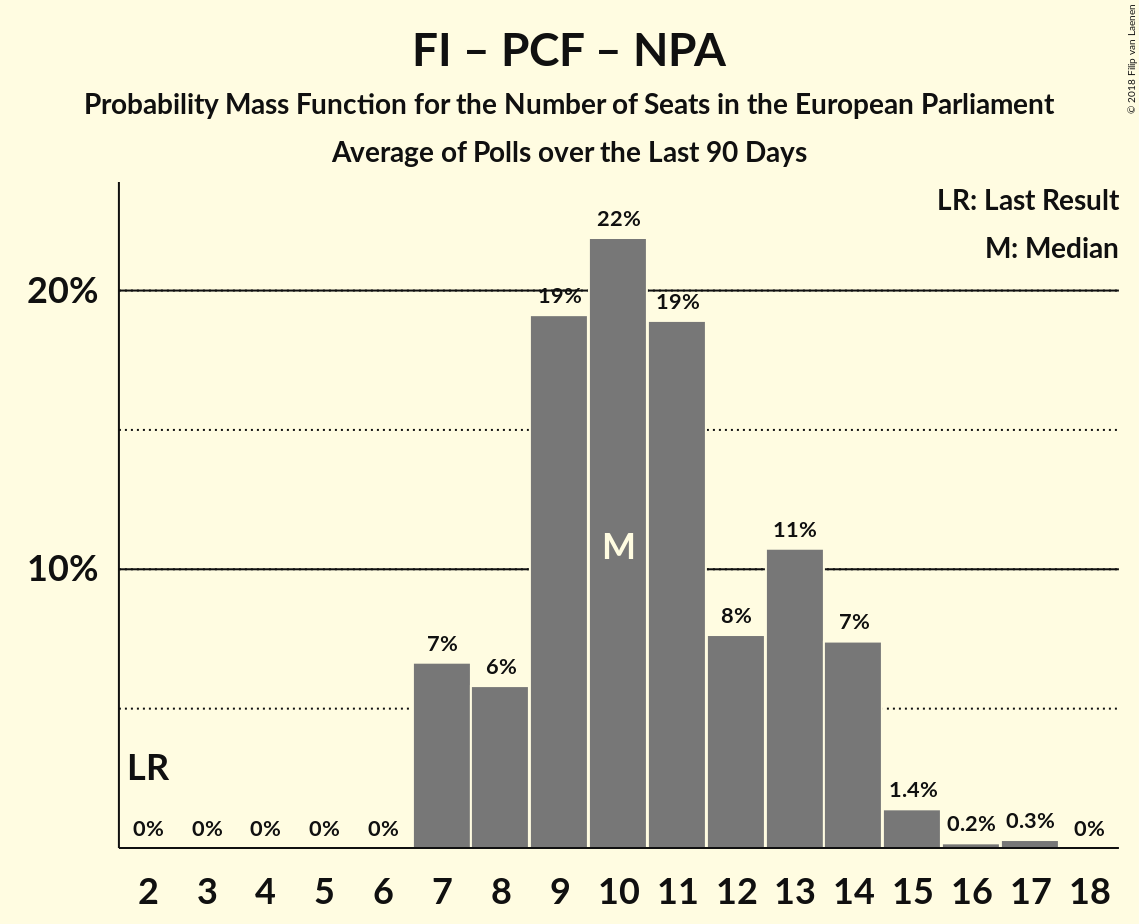 FI – PCF – NPA
Probability Mass Function for the Number of Seats in the European Parliament
Average of Polls over the Last 90 Days
© 2018 Filip van Laenen
LR: Last Result
M: Median
20%
10%
LR
M
0%
0%
0%
0%
0%
7%
6%
19%
22%
19%
8%
11%
7%
1.4%
0.2%
0.3%
0%
2 3 4 5 6 7 8 9 10 11 12 13 14 15 16 17 18